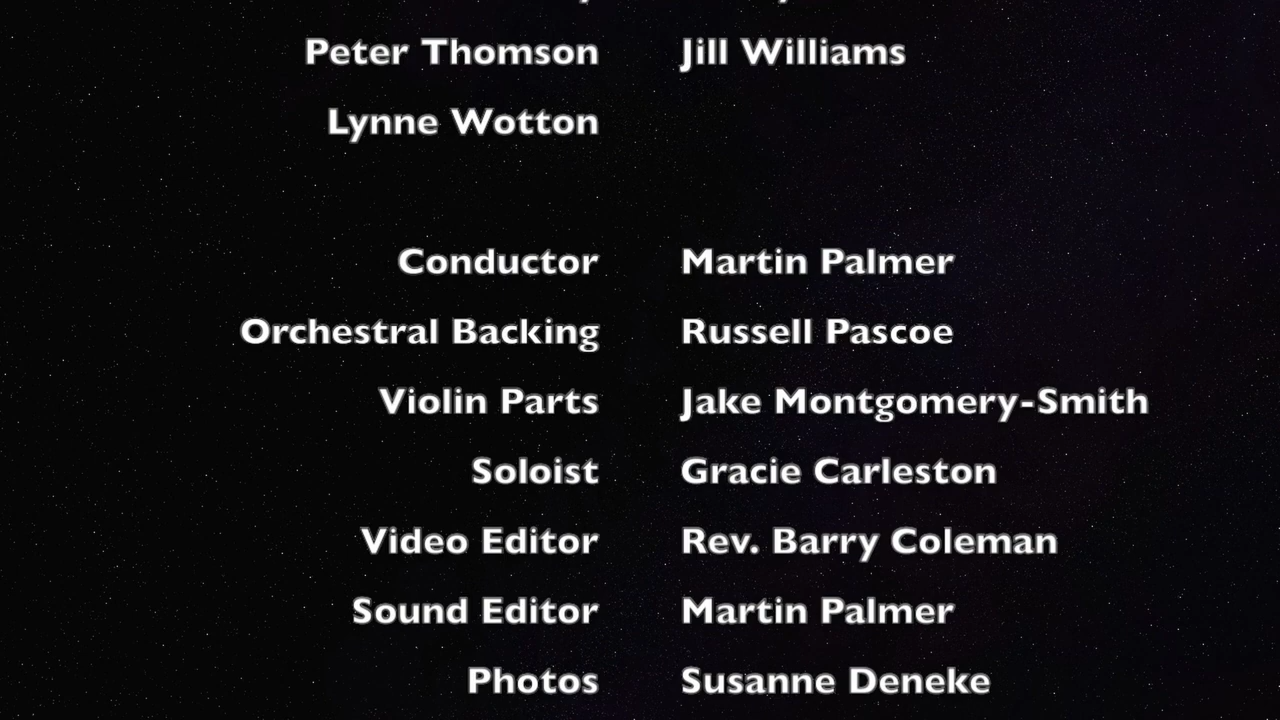 Peter Thomson Jill Williams
Lynne Wotton
Conductor Martin Palmer
Orchestral Backing Russell Pascoe
Violin Parts Jake Montgomery-Smith
Soloist Gracie Carleston
Video Editor Rev. Barry Coleman
Sound Editor Martin Palmer
Photos Susanne Deneke